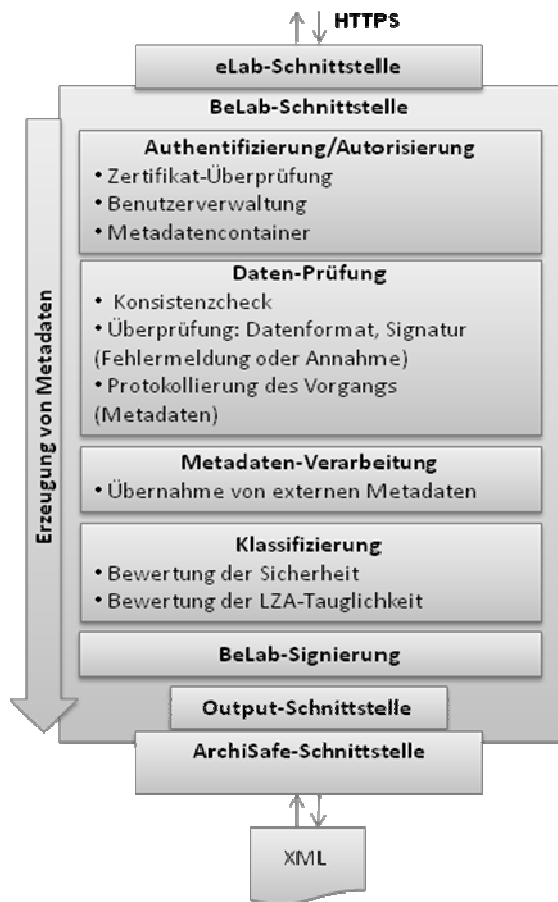 HTTPS
eLab-Schnittstelle
BeLab-Schnittstelle
Authentifizierung/Autorisierung
• Zertifikat-Überprüfung
• Benutzerverwaltung
• Metadatencontainer
Daten-Prüfung
• Konsistenzcheck
• Überprüfung: Datenformat, Signatur
(Fehlermeldung oder Annahme)
• Protokollierung des Vorgangs
(Metadaten)
Metadaten-Verarbeitung
• Übernahme von externen Metadaten
Klassifizierung
• Bewertung der Sicherheit
• Bewertung der LZA-Tauglichkeit
BeLab-Signierung
Output-Schnittstelle
ArchiSafe-Schnittstelle
XML
Erzeugung von Metadaten